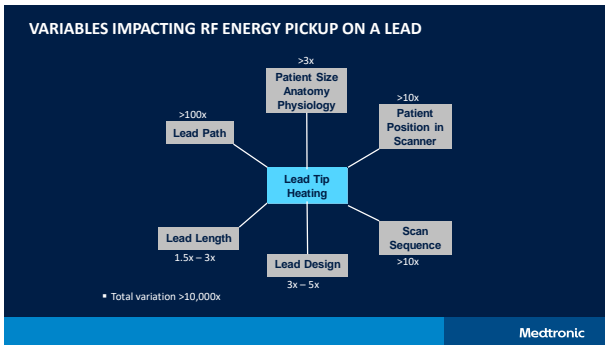 VARIABLES IMPACTING RF ENERGY PICKUP ON A LEAD
>3x
Patient Size
Anatomy
Physiology
>10x
Patient
Position in
Scanner
>100x
Lead Path
Lead Tip
Heating
Lead Length
1.5x – 3x
Lead Design
3x – 5x
Scan
Sequence
>10x
▪ Total variation >10,000x
Medtronic